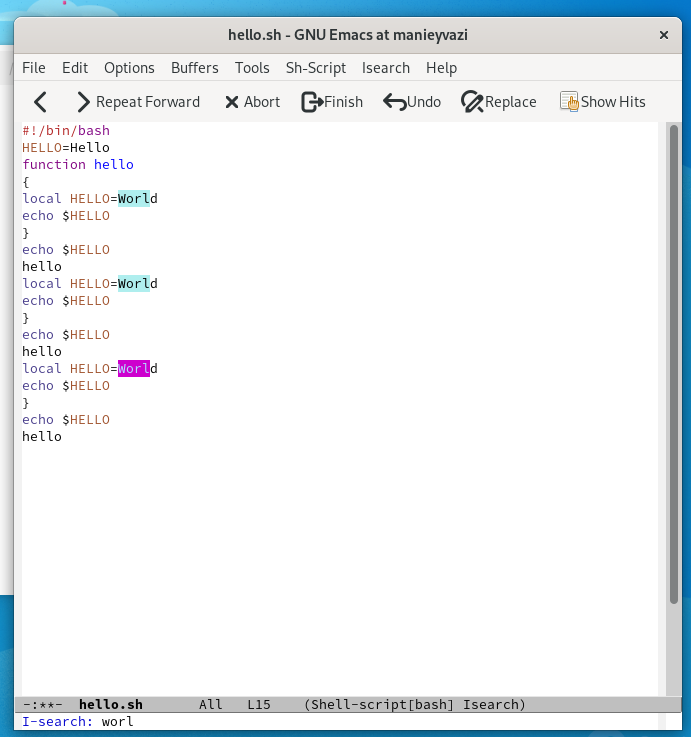 hello.sh - GNU Emacs at manieyvazi ×
File Edit Options Buffers Tools Sh-Script Isearch Help
Repeat Forward Abort Finish Undo Replace Show Hits
#!/bin/bash
HELLO=Hello
function hello
{
local HELLO=World
echo $HELLO
}
echo $HELLO
hello
local HELLO=World
echo $HELLO
}
echo $HELLO
hello
local HELLO=World
echo $HELLO
}
echo $HELLO
hello
-:**- hello.sh All L15 (Shell-script[bash] Isearch)
I-search: worl